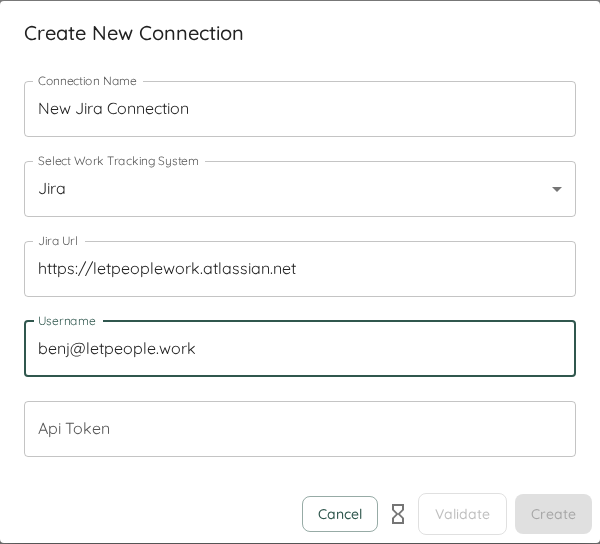 Create New Connection
Connection Name
New Jira Connection
Select Work Tracking System
Jira
Jira Url
https://letpeoplework.atlassian.net
Username
benj@letpeople.work
Api Token
Cancel
Validate
Create